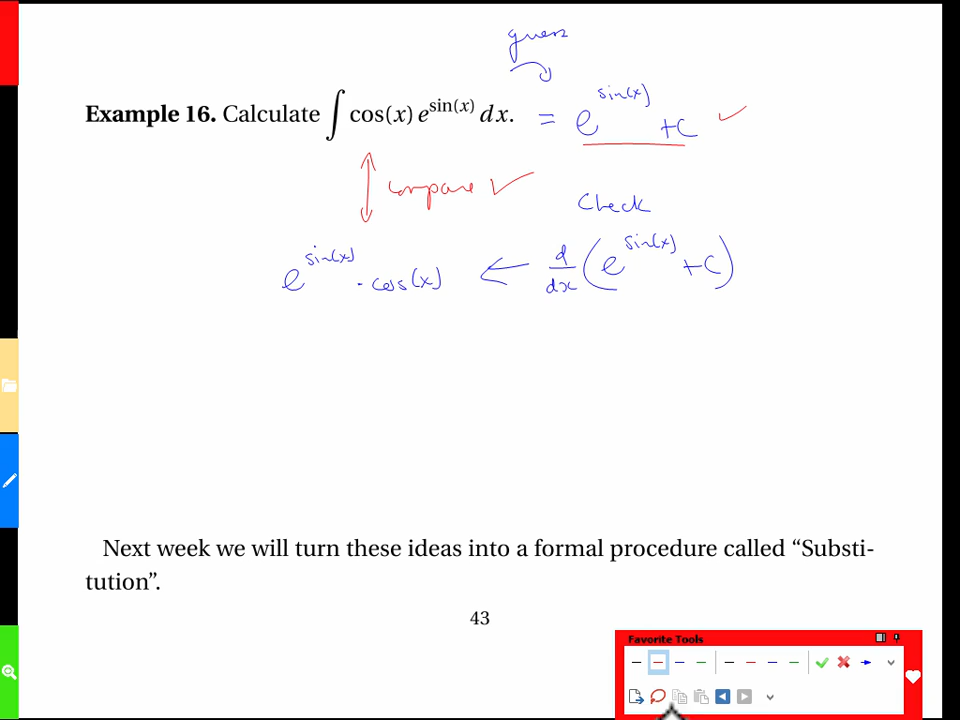 guess
Example 16. Calculate ∫ cos(x) e^sin(x) dx. = e^sin(x) + c ✓
compare ✓
Check
e^sin(x) · cos(x) ← d/dx (e^sin(x) + c)
Next week we will turn these ideas into a formal procedure called “Substi-
tution”.
43
Favorite Tools